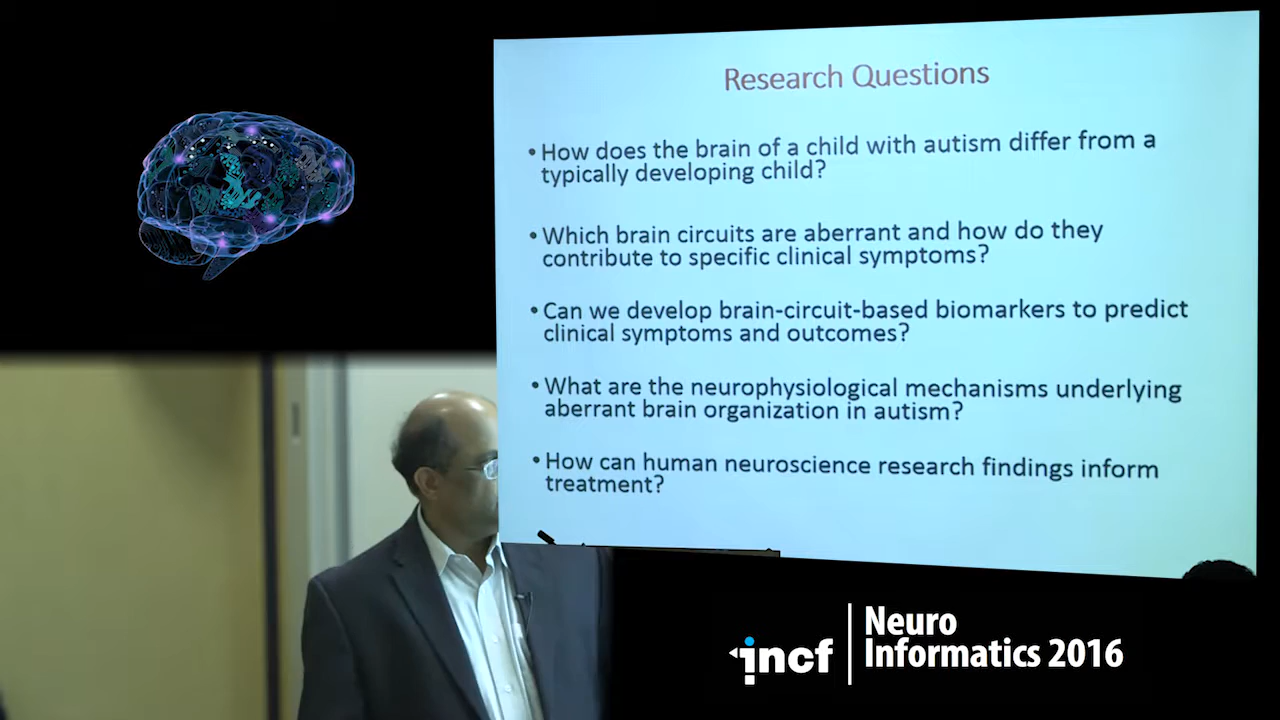 Research Questions
• How does the brain of a child with autism differ from a
typically developing child?
• Which brain circuits are aberrant and how do they
contribute to specific clinical symptoms?
• Can we develop brain-circuit-based biomarkers to predict
clinical symptoms and outcomes?
• What are the neurophysiological mechanisms underlying
aberrant brain organization in autism?
• How can human neuroscience research findings inform
treatment?
incf
Neuro
Informatics 2016